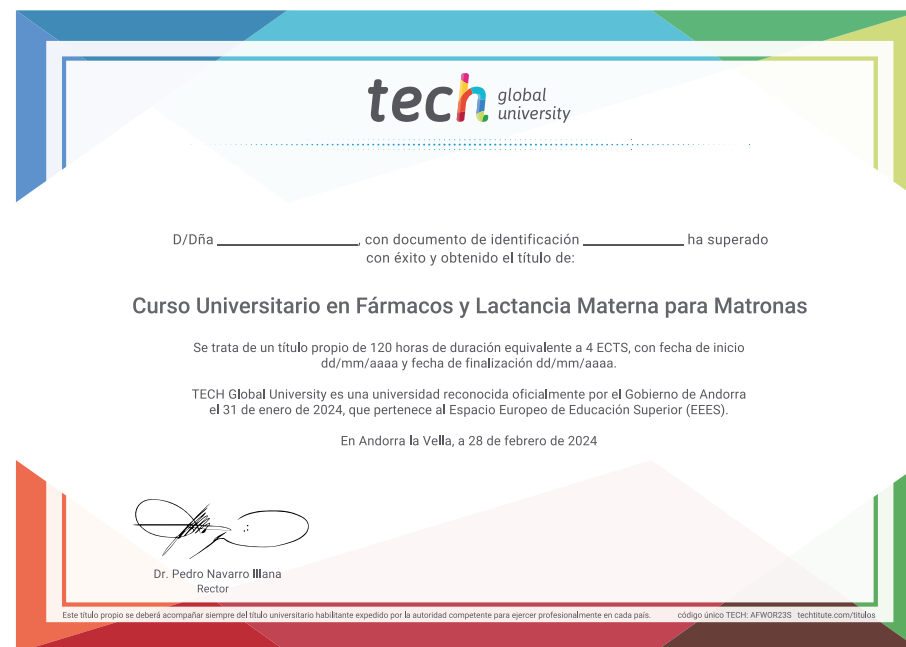 tech global university
D/Dña ____________, con documento de identificación ____________ ha superado
con éxito y obtenido el título de:
Curso Universitario en Fármacos y Lactancia Materna para Matronas
Se trata de un título propio de 120 horas de duración equivalente a 4 ECTS, con fecha de inicio
dd/mm/aaaa y fecha de finalización dd/mm/aaaa.
TECH Global University es una universidad reconocida oficialmente por el Gobierno de Andorra
el 31 de enero de 2024, que pertenece al Espacio Europeo de Educación Superior (EEES).
En Andorra la Vella, a 28 de febrero de 2024
Dr. Pedro Navarro Illana
Rector
Este título propio se deberá acompañar siempre del título universitario habilitante expedido por la autoridad competente para ejercer profesionalmente en cada país. código único TECH: AFWOR23S techtitute.com/titulos